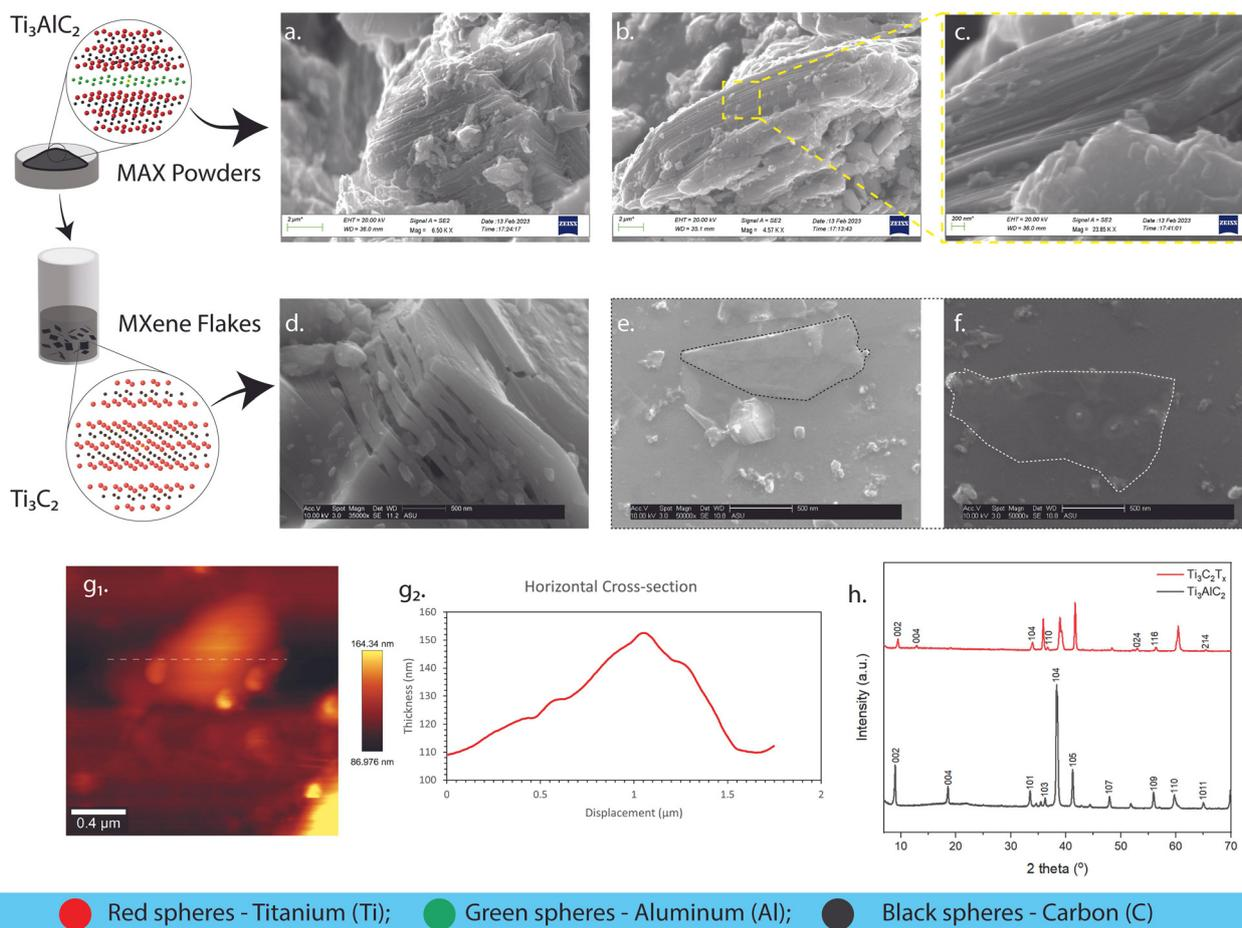 Ti₃AlC₂
MAX Powders
a.
2 µm*
EHT = 20.00 kV
WD = 36.0 mm
Signal A = SE2
Mag = 6.50 K X
Date :13 Feb 2023
Time :17:24:17
ZEISS
b.
2 µm*
EHT = 20.00 kV
Signal A = SE2
Mag = 4.57 K X
Date :13 Feb 2023
Time :17:13:43
ZEISS
c.
200 nm*
EHT = 20.00 kV
WD = 36.0 mm
Signal A = SE2
Mag = 23.85 K X
Date :13 Feb 2023
Time :17:41:01
ZEISS
MXene Flakes
Ti₃C₂
d.
Acc.V Spot Magn Det WD 500 nm
10.00 kV 3.0 35000x SE 11.2 ASU
e.
Acc.V Spot Magn Det WD 500 nm
10.00 kV 3.0 50000x SE 10.8 ASU
f.
Acc.V Spot Magn Det WD 500 nm
10.00 kV 3.0 50000x SE 10.8 ASU
g₁.
0.4 µm
164.34 nm
86.976 nm
g₂.
Horizontal Cross-section
Thickness (nm)
160
150
140
130
120
110
100
0 0.5 1 1.5 2
Displacement (µm)
h.
Ti₃C₂Tₓ
Ti₃AlC₂
Intensity (a.u.)
002 004 104 110 024 116 214
002 004 101 103 104 105 107 109 110 1011
10 20 30 40 50 60 70
2 theta (º)
Red spheres - Titanium (Ti); Green spheres - Aluminum (Al); Black spheres - Carbon (C)